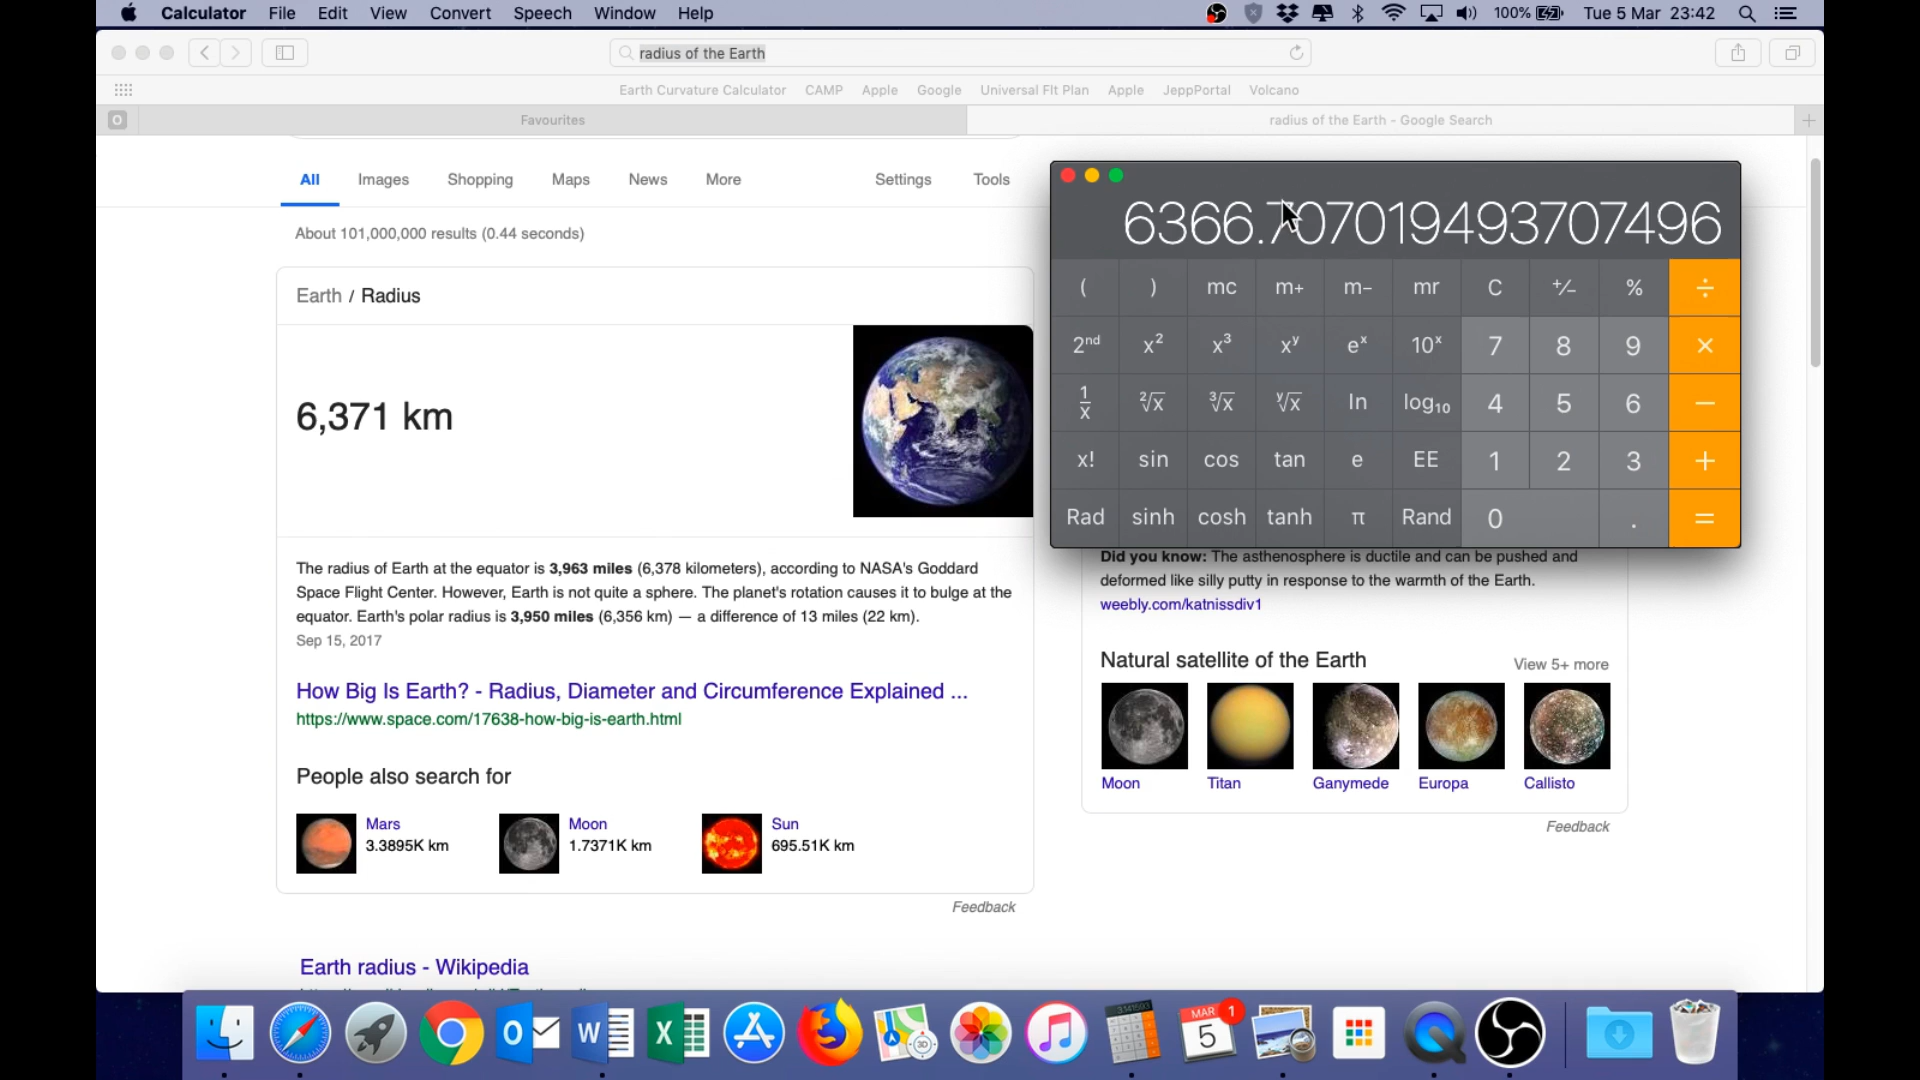 Calculator File Edit View Convert Speech Window Help 100% Tue 5 Mar 23:42
radius of the Earth
Earth Curvature Calculator CAMP Apple Google Universal Flt Plan Apple JeppPortal Volcano
O Favourites radius of the Earth - Google Search
All Images Shopping Maps News More Settings Tools
About 101,000,000 results (0.44 seconds)
Earth / Radius
6,371 km
The radius of Earth at the equator is 3,963 miles (6,378 kilometers), according to NASA's Goddard
Space Flight Center. However, Earth is not quite a sphere. The planet's rotation causes it to bulge at the
equator. Earth's polar radius is 3,950 miles (6,356 km) — a difference of 13 miles (22 km).
Sep 15, 2017
How Big Is Earth? - Radius, Diameter and Circumference Explained ...
https://www.space.com/17638-how-big-is-earth.html
People also search for
Mars
3.3895K km
Moon
1.7371K km
Sun
695.51K km
Feedback
Earth radius - Wikipedia
6366.707019493707496
( ) mc m+ m- mr C +/- % ÷
2nd x² x³ xʸ eˣ 10ˣ 7 8 9 ×
1/x ²√x ³√x ʸ√x ln log₁₀ 4 5 6 −
x! sin cos tan e EE 1 2 3 +
Rad sinh cosh tanh π Rand 0 . =
Did you know: The asthenosphere is ductile and can be pushed and
deformed like silly putty in response to the warmth of the Earth.
weebly.com/katnissdiv1
Natural satellite of the Earth View 5+ more
Moon Titan Ganymede Europa Callisto
Feedback
MAR
5
1
3D